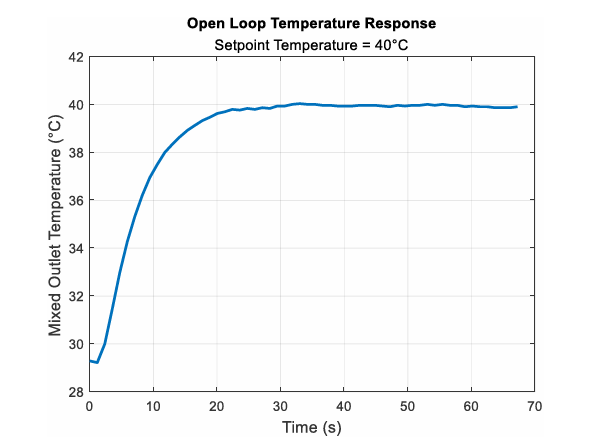 Open Loop Temperature Response
Setpoint Temperature = 40°C
Mixed Outlet Temperature (°C)
42
40
38
36
34
32
30
28
0 10 20 30 40 50 60 70
Time (s)